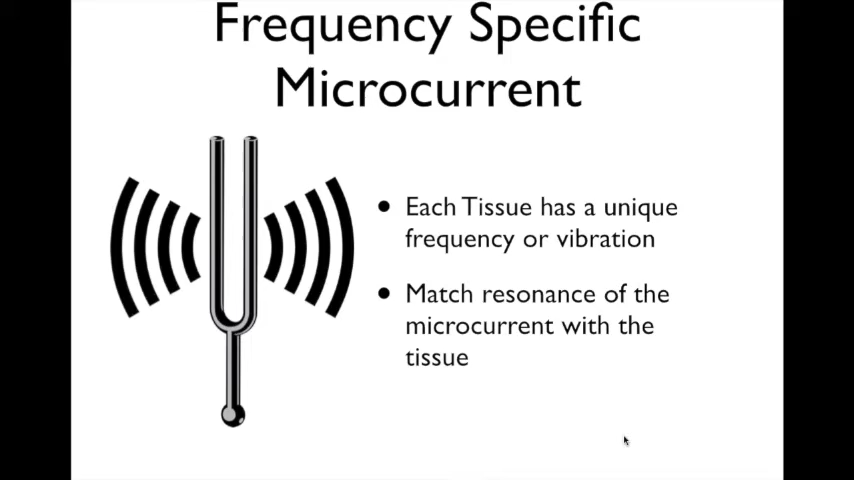 Frequency Specific
Microcurrent
• Each Tissue has a unique
frequency or vibration
• Match resonance of the
microcurrent with the
tissue